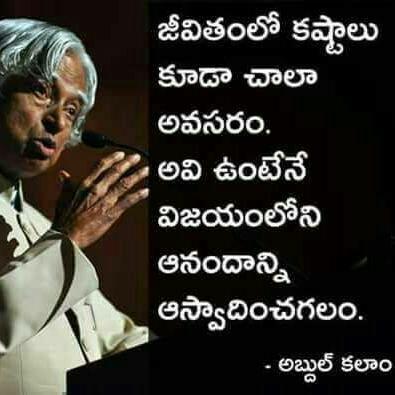 జీవితంలో కష్టాలు
కూడా చాలా
అవసరం.
అవి ఉంటేనే
విజయంలోని
ఆనందాన్ని
ఆస్వాదించగలం.
- అబ్దుల్ కలాం